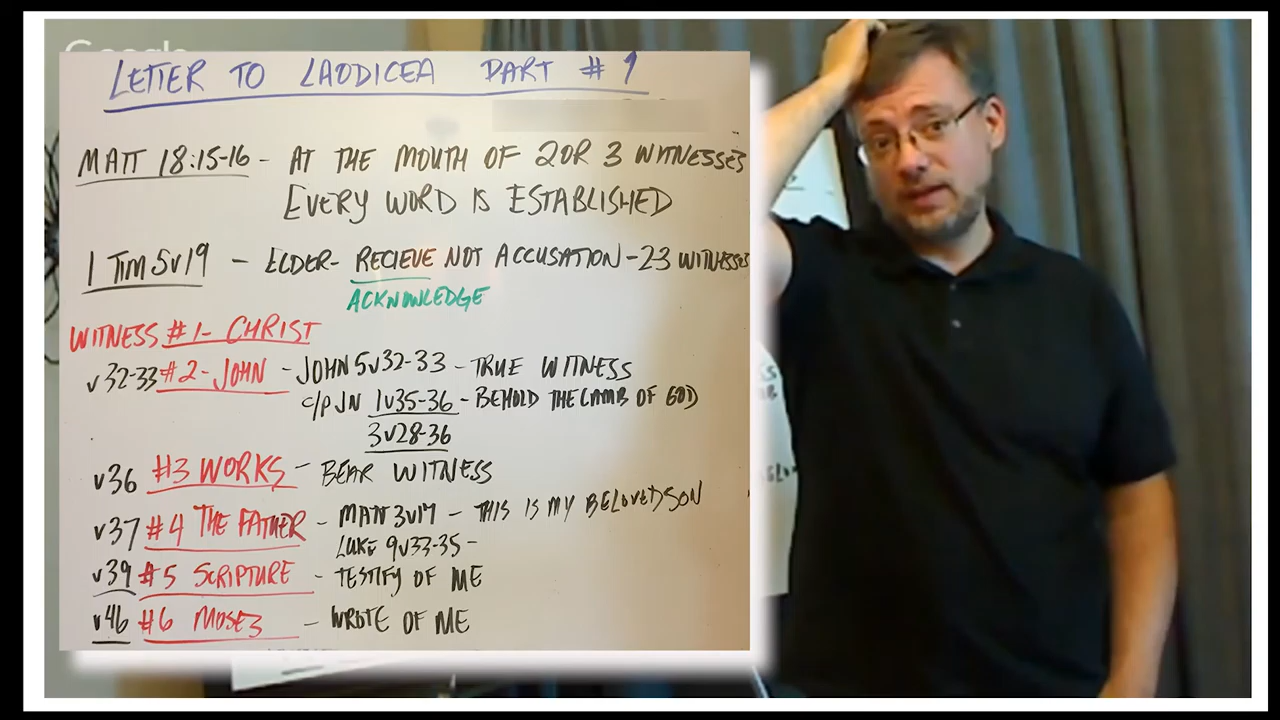 Google
LETTER TO LAODICEA PART # 1
MATT 18:15-16 - AT THE MOUTH OF 2 OR 3 WITNESSES
EVERY WORD IS ESTABLISHED
1 TIM 5v19 - ELDER- RECIEVE NOT ACCUSATION - 23 WITNESSES
ACKNOWLEDGE
WITNESS #1- CHRIST
v32-33 #2- JOHN - JOHN 5v32-33 - TRUE WITNESS
c/p JN 1v35-36 - BEHOLD THE LAMB OF GOD
3v28-36
v36 #3 WORKS - BEAR WITNESS
v37 #4 THE FATHER - MATT 3v17 - THIS IS MY BELOVED SON
LUKE 9v33-35 -
v39 #5 SCRIPTURE - TESTIFY OF ME
v46 #6 MOSES - WROTE OF ME